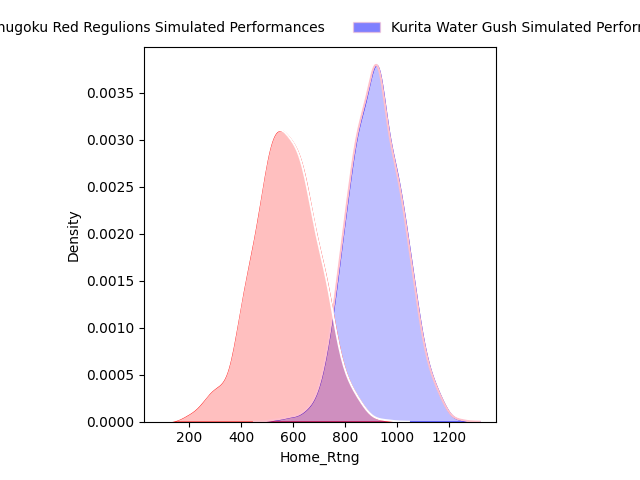 hugoku Red Regulions Simulated Performances Kurita Water Gush Simulated Perfor
0.0035
0.0030
0.0025
0.0020
0.0015
0.0010
0.0005
0.0000
Density
200 400 600 800 1000 1200
Home_Rtng